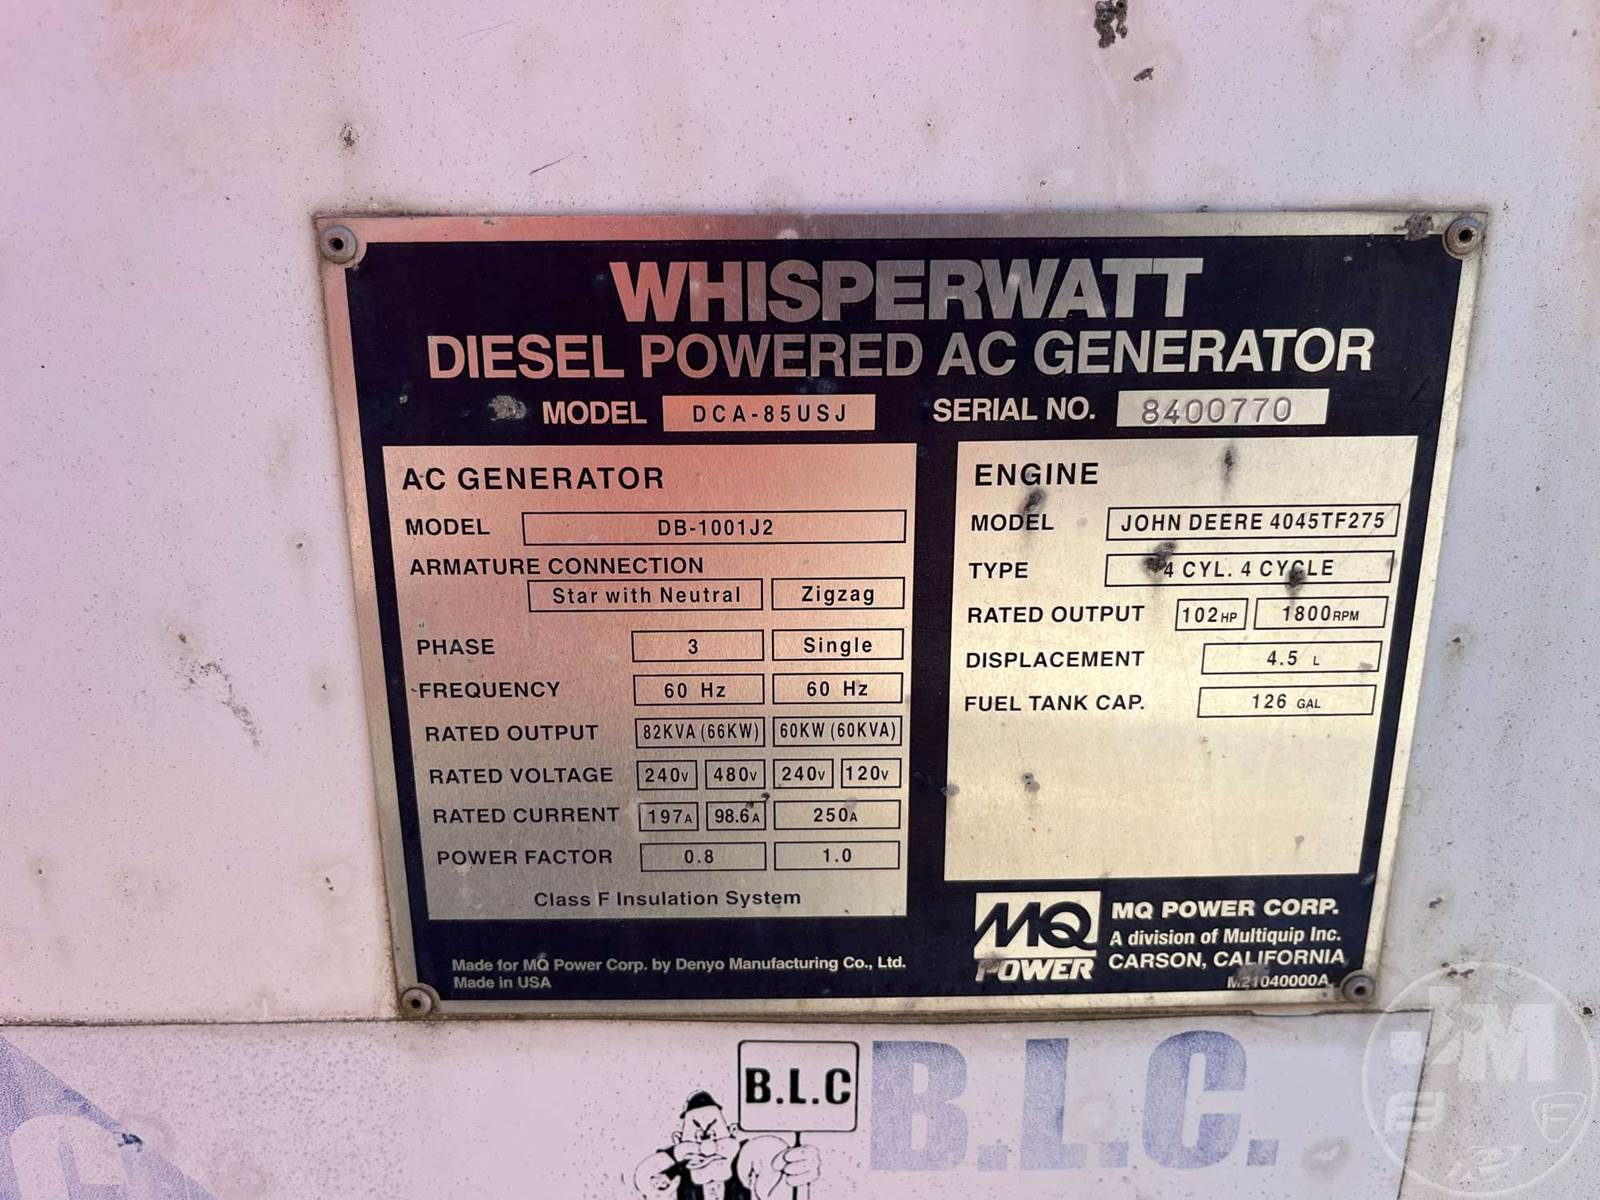 WHISPERWATT
DIESEL POWERED AC GENERATOR
MODEL DCA-85USJ SERIAL NO. 8400770
AC GENERATOR
MODEL DB-1001J2
ARMATURE CONNECTION
Star with Neutral Zigzag
PHASE 3 Single
FREQUENCY 60 Hz 60 Hz
RATED OUTPUT 82KVA (66KW) 60KW (60KVA)
RATED VOLTAGE 240V 480V 240V 120V
RATED CURRENT 197A 98.6A 250A
POWER FACTOR 0.8 1.0
Class F Insulation System
ENGINE
MODEL JOHN DEERE 4045TF275
TYPE 4 CYL. 4 CYCLE
RATED OUTPUT 102HP 1800RPM
DISPLACEMENT 4.5 L
FUEL TANK CAP. 126 GAL
Made for MQ Power Corp. by Denyo Manufacturing Co., Ltd.
Made in USA
MQ
POWER
MQ POWER CORP.
A division of Multiquip Inc.
CARSON, CALIFORNIA
M21040000A
B.L.C
B.L.C.
C
JM